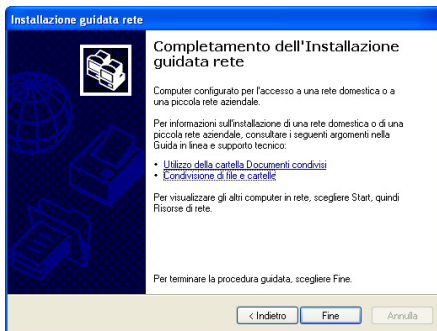 Installazione guidata rete
Completamento dell'Installazione
guidata rete
Computer configurato per l'accesso a una rete domestica o a
una piccola rete aziendale.
Per informazioni sull'installazione di una rete domestica o di una
piccola rete aziendale, consultare i seguenti argomenti nella
Guida in linea e supporto tecnico:
• Utilizzo della cartella Documenti condivisi
• Condivisione di file e cartelle
Per visualizzare gli altri computer in rete, scegliere Start, quindi
Risorse di rete.
Per terminare la procedura guidata, scegliere Fine.
< Indietro Fine Annulla